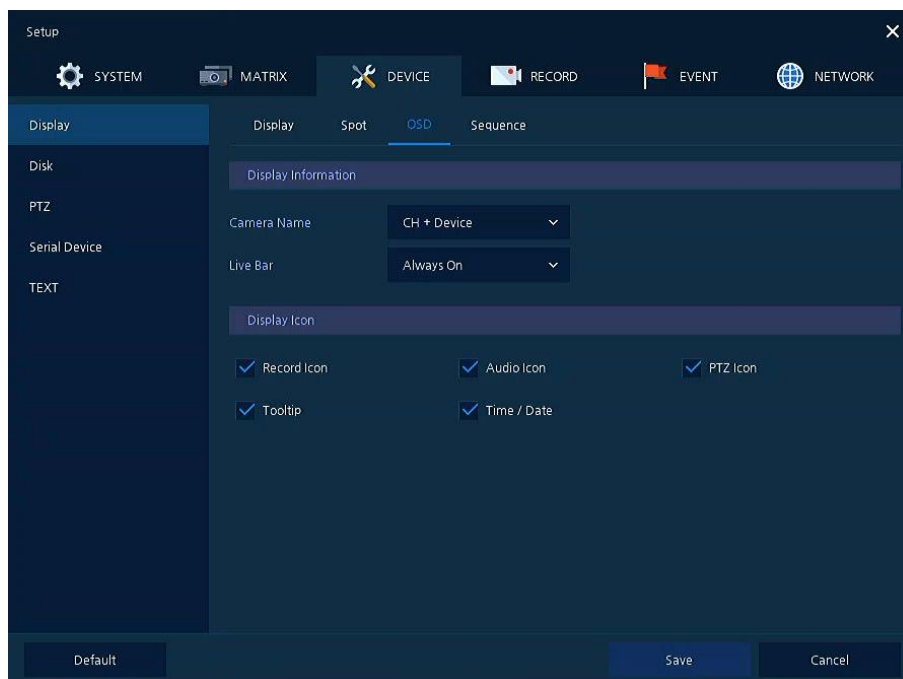 Setup
SYSTEM MATRIX DEVICE RECORD EVENT NETWORK
Display
Disk
PTZ
Serial Device
TEXT
Display Spot OSD Sequence
Display Information
Camera Name CH + Device
Live Bar Always On
Display Icon
Record Icon Audio Icon PTZ Icon
Tooltip Time / Date
Default Save Cancel